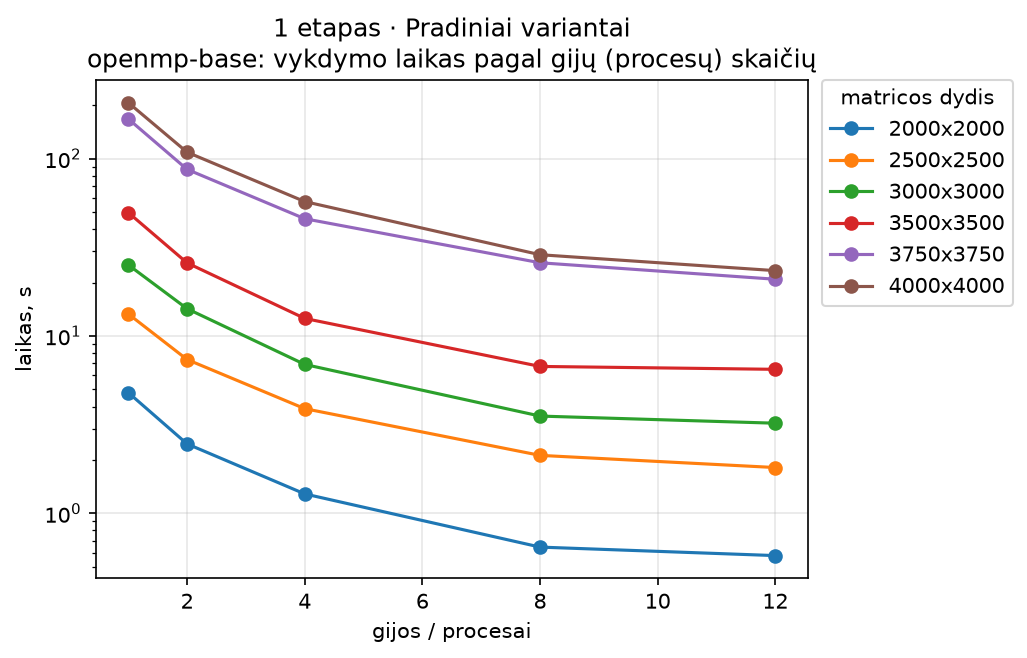 1 etapas · Pradiniai variantai
openmp-base: vykdymo laikas pagal gijų (procesų) skaičių
matricos dydis
2000x2000
2500x2500
3000x3000
3500x3500
3750x3750
4000x4000
laikas, s
10²
10¹
10⁰
2 4 6 8 10 12
gijos / procesai